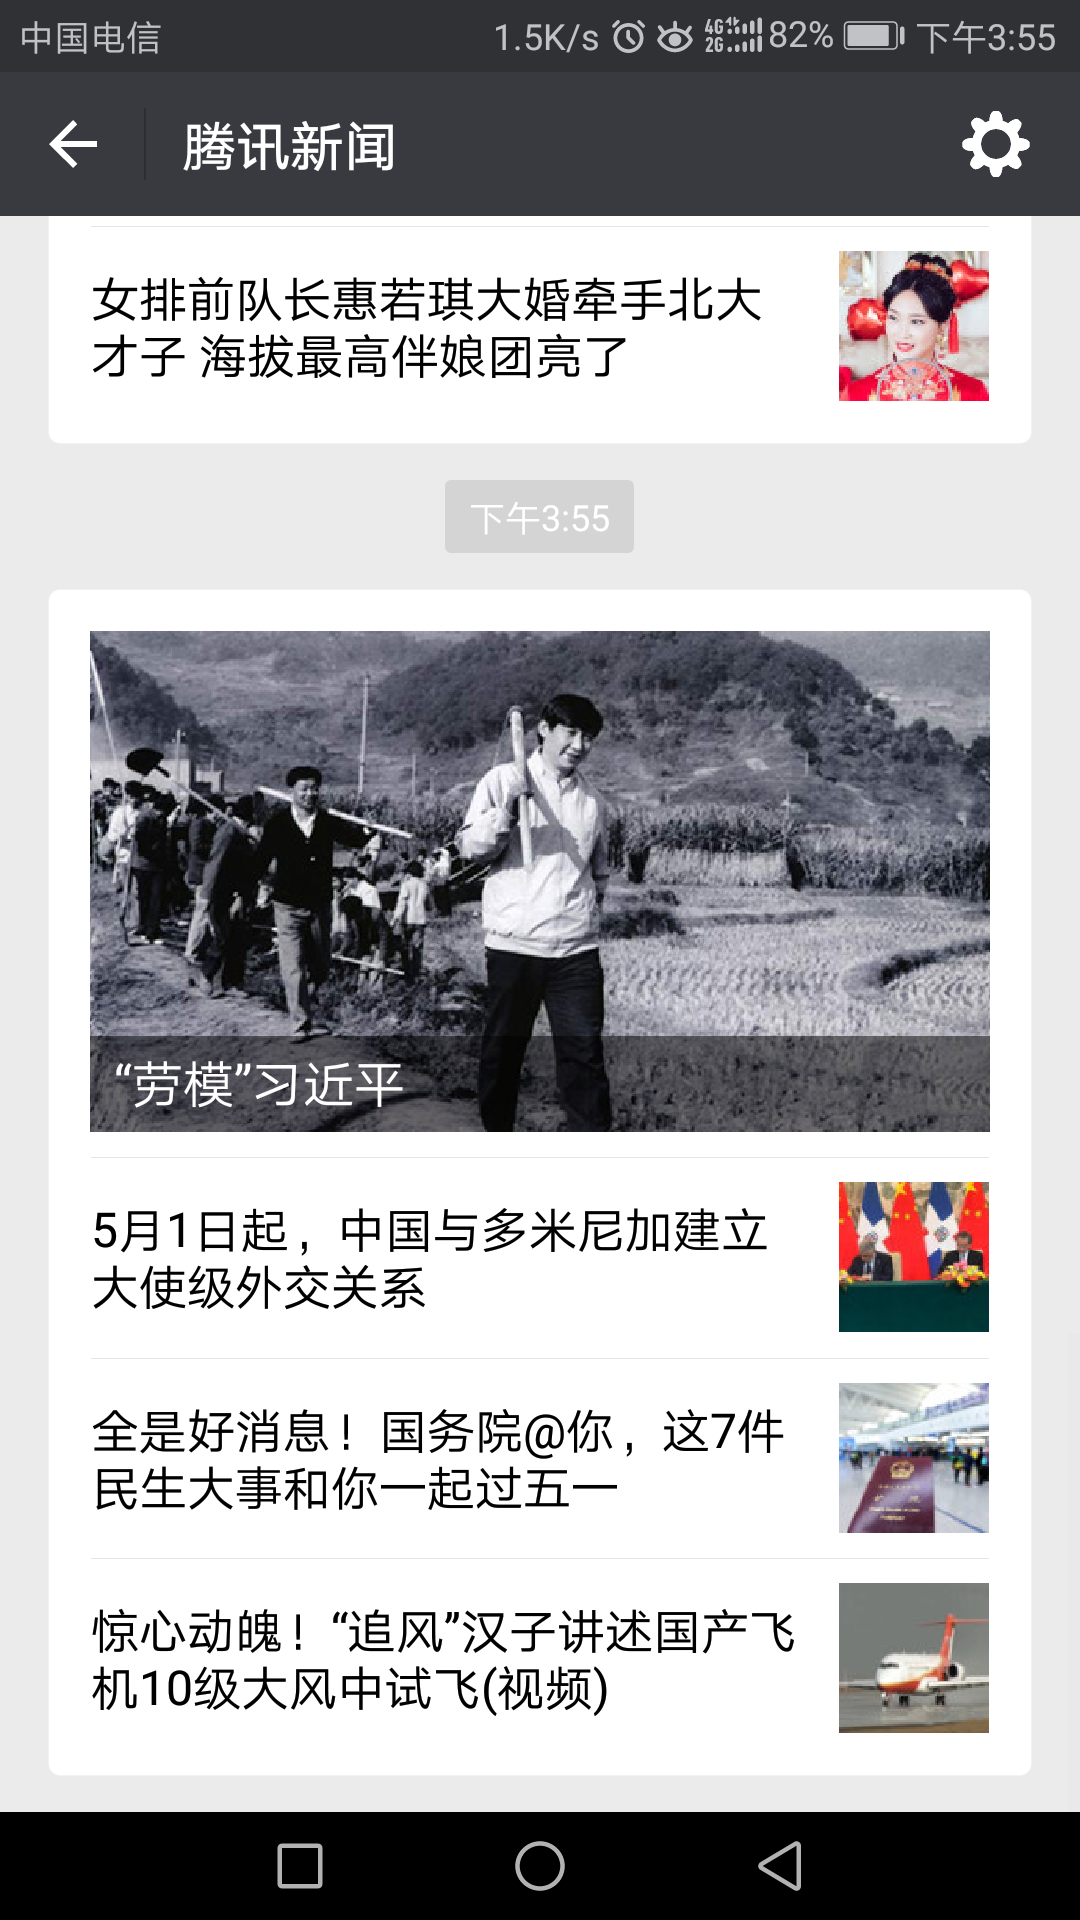 中国电信 1.5K/s 4G 2G 82% 下午3:55
腾讯新闻
女排前队长惠若琪大婚牵手北大
才子 海拔最高伴娘团亮了
下午3:55
“劳模”习近平
5月1日起，中国与多米尼加建立
大使级外交关系
全是好消息！国务院@你，这7件
民生大事和你一起过五一
惊心动魄！“追风”汉子讲述国产飞
机10级大风中试飞(视频)